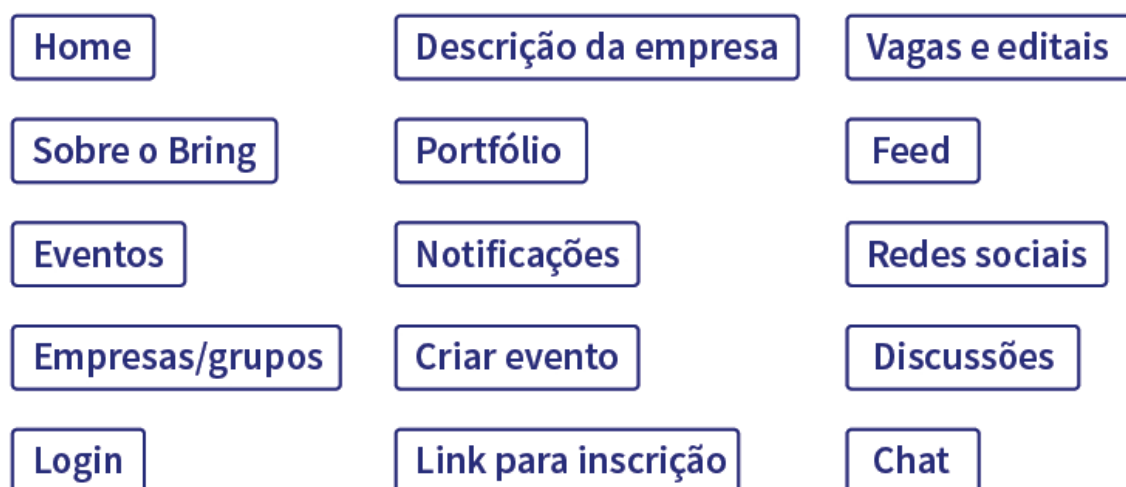 Home
Descrição da empresa
Vagas e editais
Sobre o Bring
Portfólio
Feed
Eventos
Notificações
Redes sociais
Empresas/grupos
Criar evento
Discussões
Login
Link para inscrição
Chat